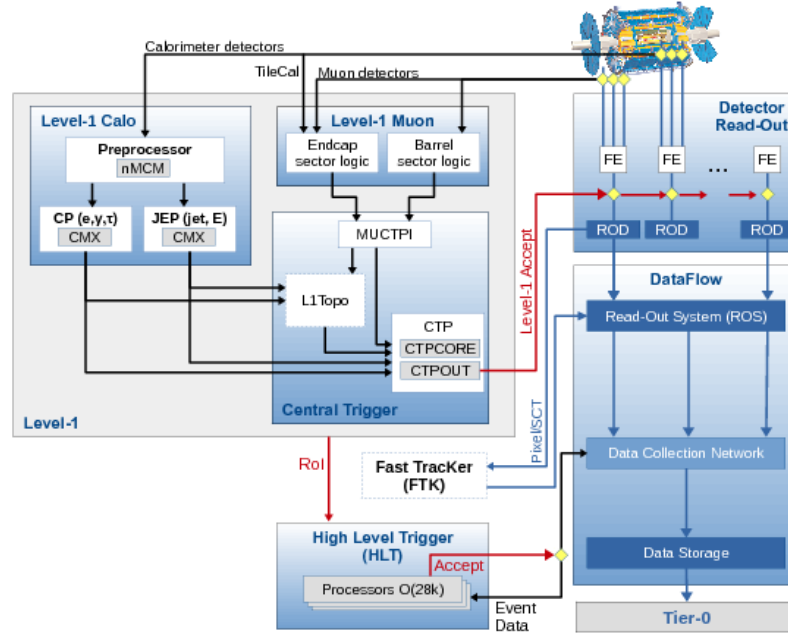 Calorimeter detectors
TileCal
Muon detectors
Level-1 Calo
Preprocessor
nMCM
CP (e,γ,τ)
CMX
JEP (jet, E)
CMX
Level-1 Muon
Endcap
sector logic
Barrel
sector logic
MUCTPI
L1Topo
CTP
CTPCORE
CTPOUT
Central Trigger
Level-1
Level-1 Accept
Detector
Read-Out
FE
FE
...
FE
ROD
ROD
ROD
DataFlow
Read-Out System (ROS)
Data Collection Network
Data Storage
Tier-0
Pixel/SCT
RoI
Fast TracKer
(FTK)
High Level Trigger
(HLT)
Accept
Processors O(28k)
Event
Data